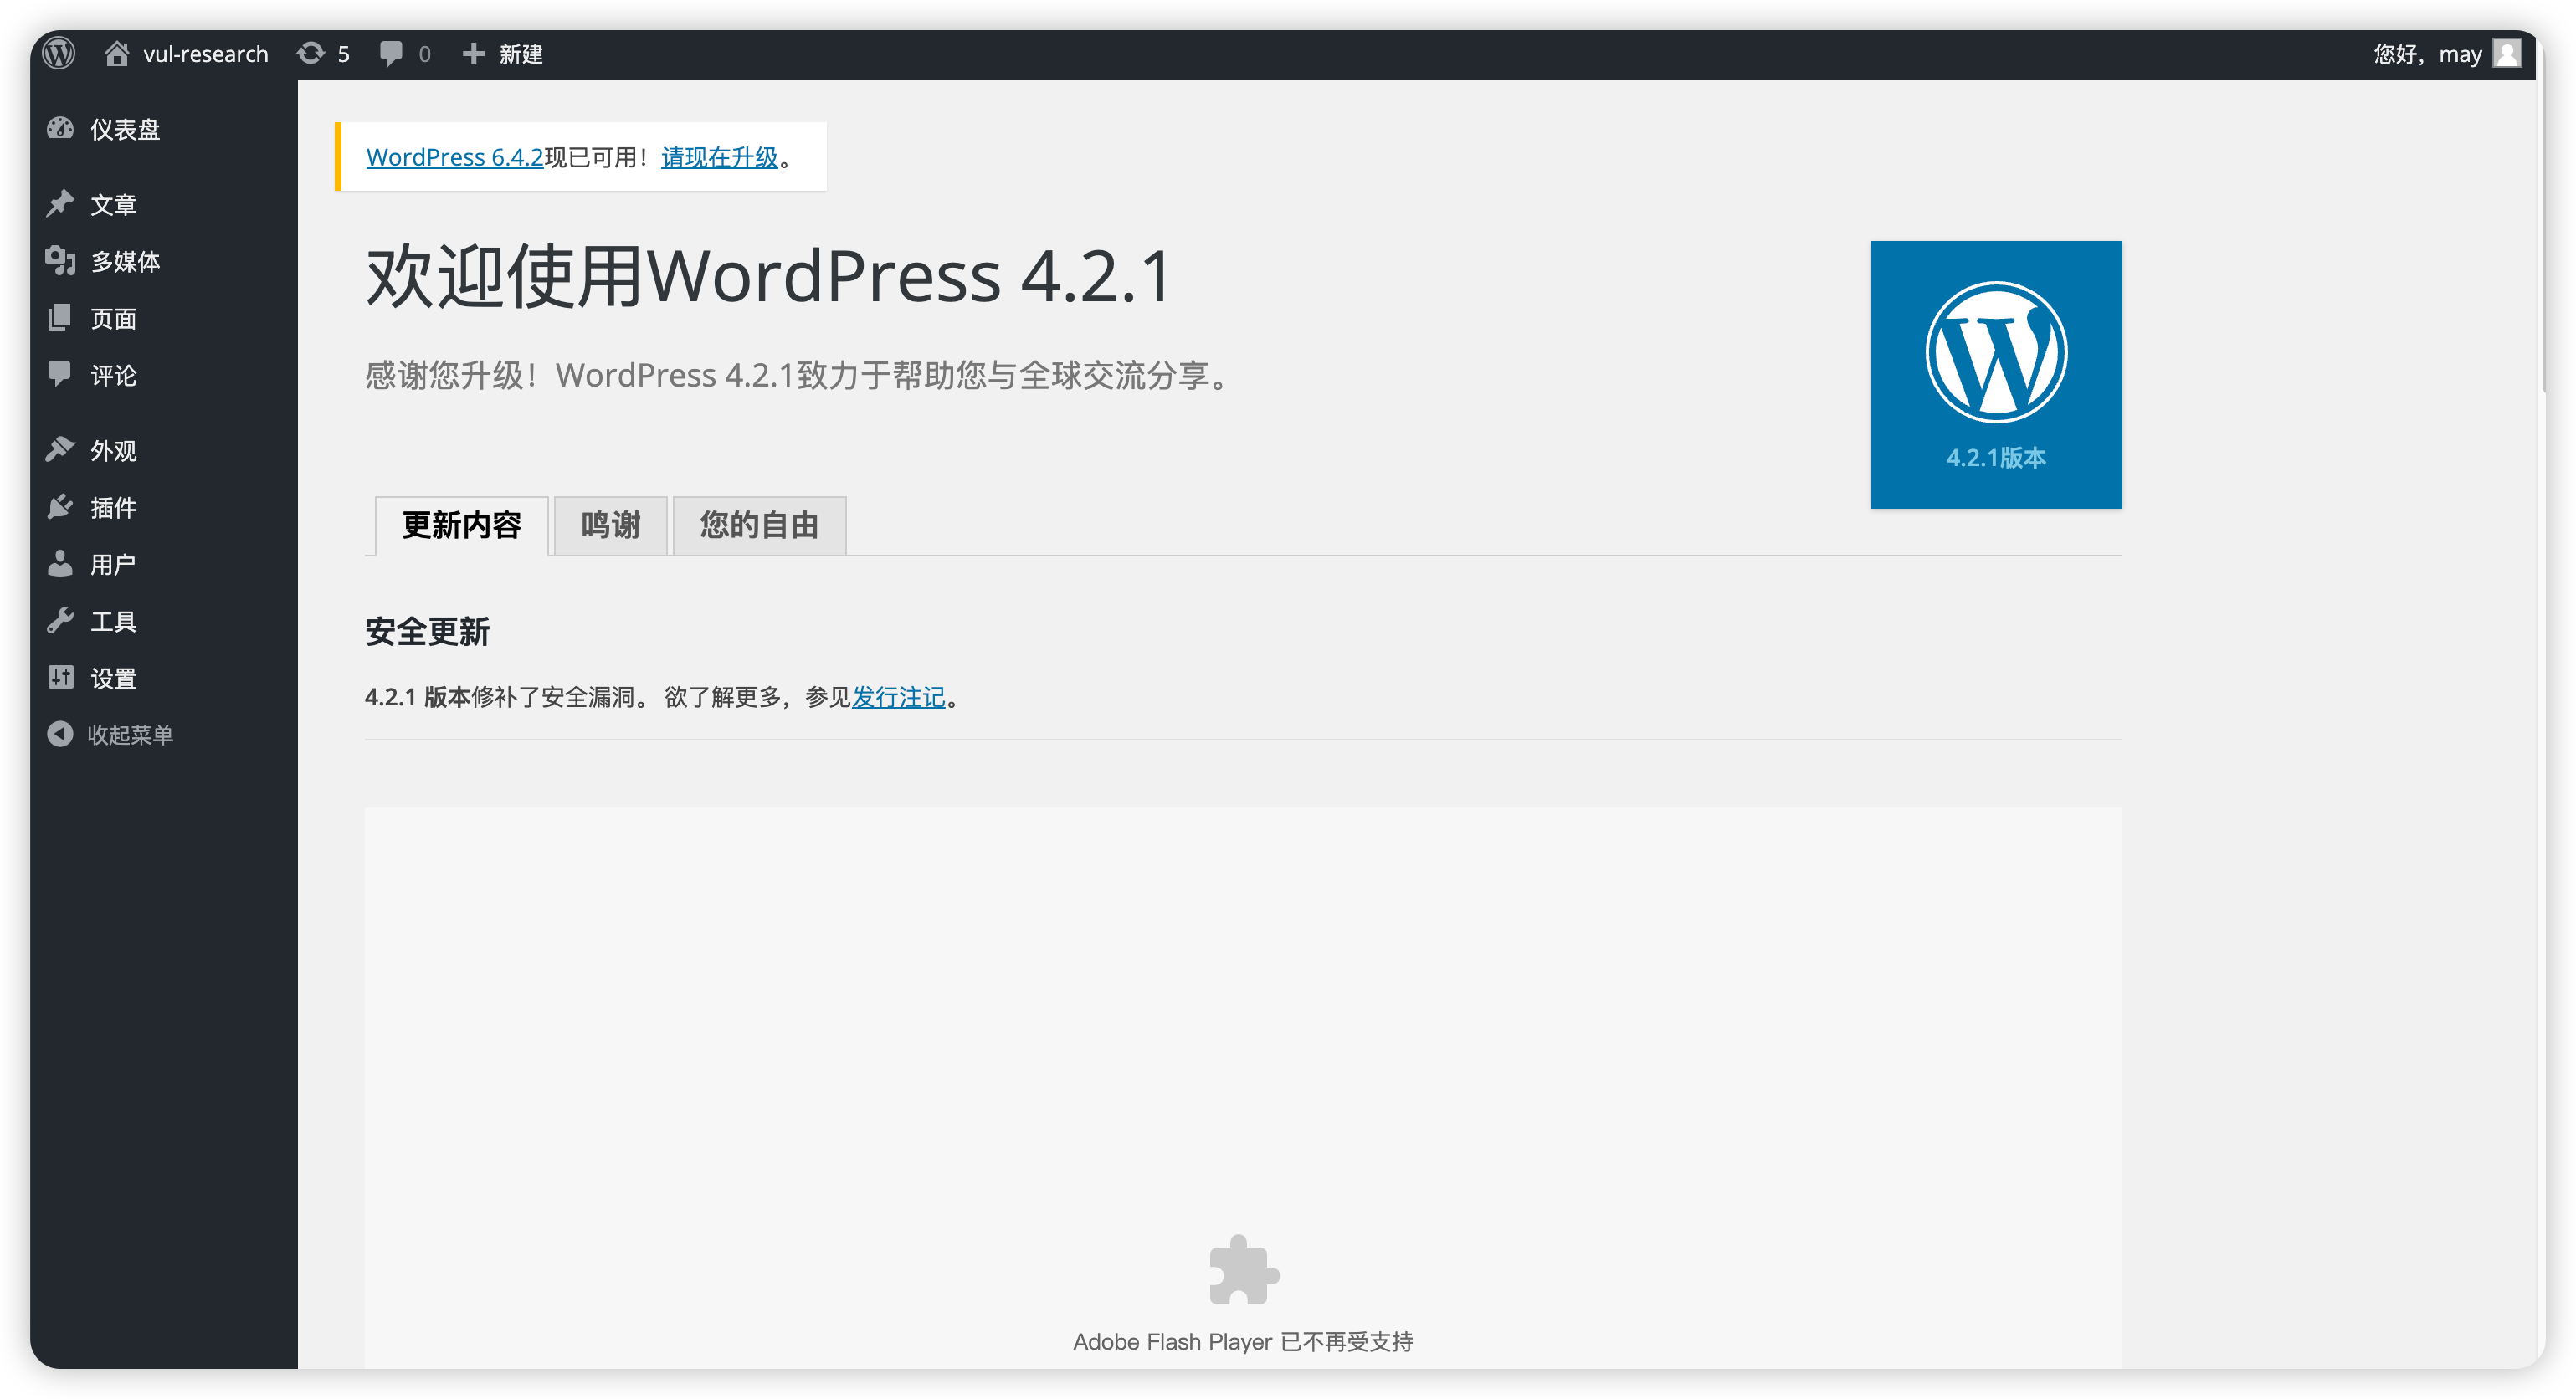 vul-research 5 0 新建 您好，may
仪表盘
文章
多媒体
页面
评论
外观
插件
用户
工具
设置
收起菜单
WordPress 6.4.2现已可用！请现在升级。
欢迎使用WordPress 4.2.1
感谢您升级！WordPress 4.2.1致力于帮助您与全球交流分享。
4.2.1版本
更新内容 鸣谢 您的自由
安全更新
4.2.1 版本修补了安全漏洞。 欲了解更多，参见发行注记。
Adobe Flash Player 已不再受支持